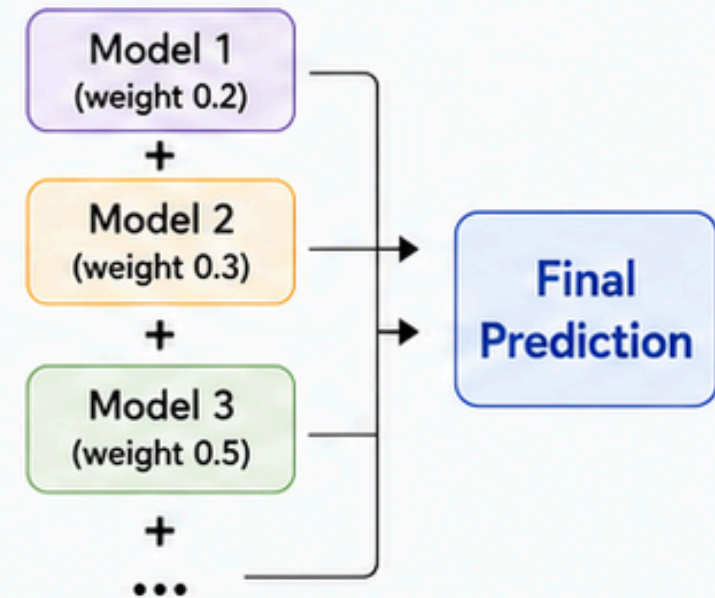 Model 1
(weight 0.2)
+
Model 2
(weight 0.3)
+
Model 3
(weight 0.5)
+
...
Final
Prediction